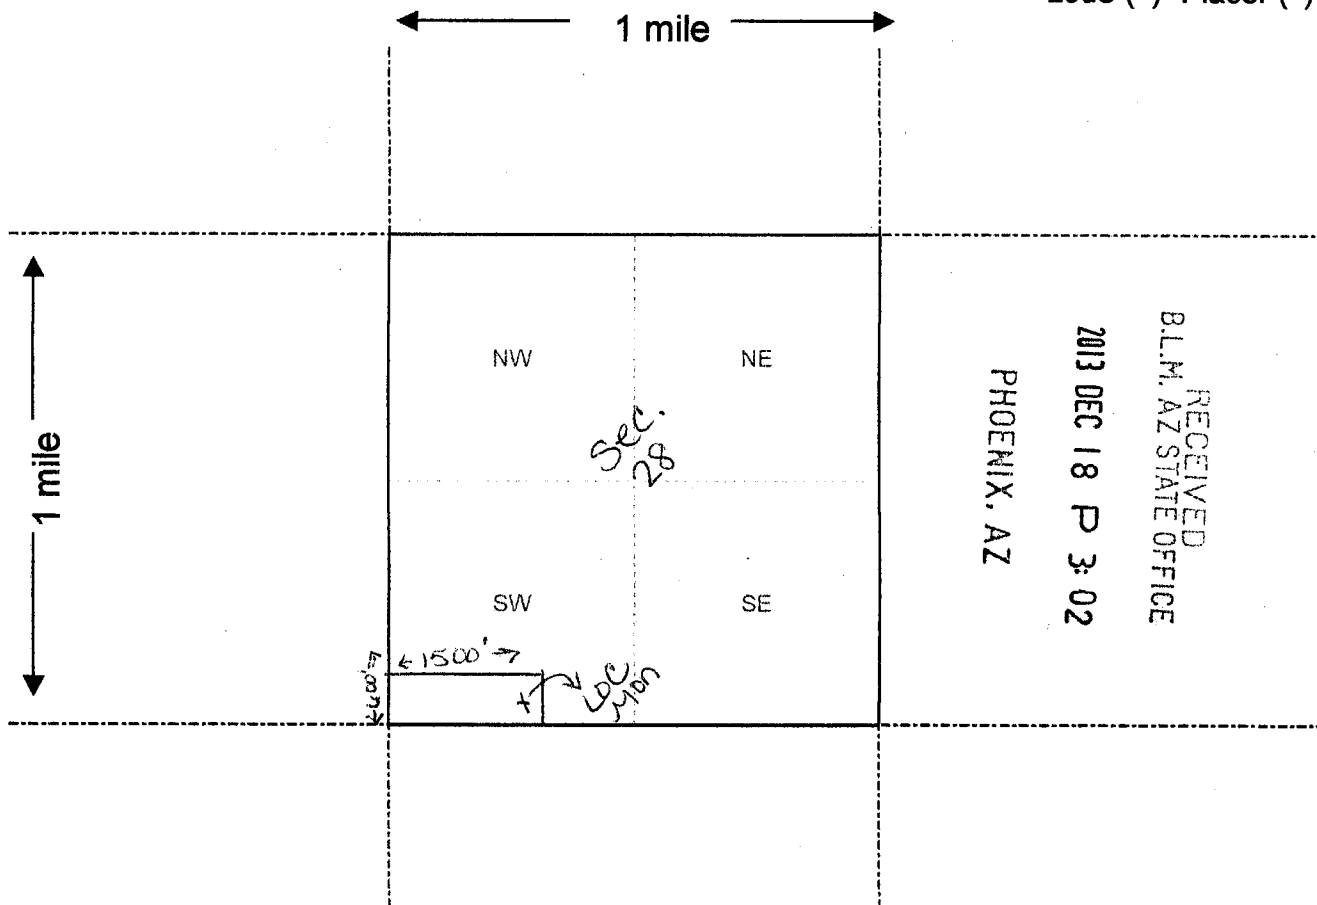 1 mile
NW
NE
Sec.
28
1 mile
SW
SE
1500'
LOC
Mon
RECEIVED
B.L.M. AZ STATE OFFICE
2013 DEC 18 P 3:02
PHOENIX, AZ